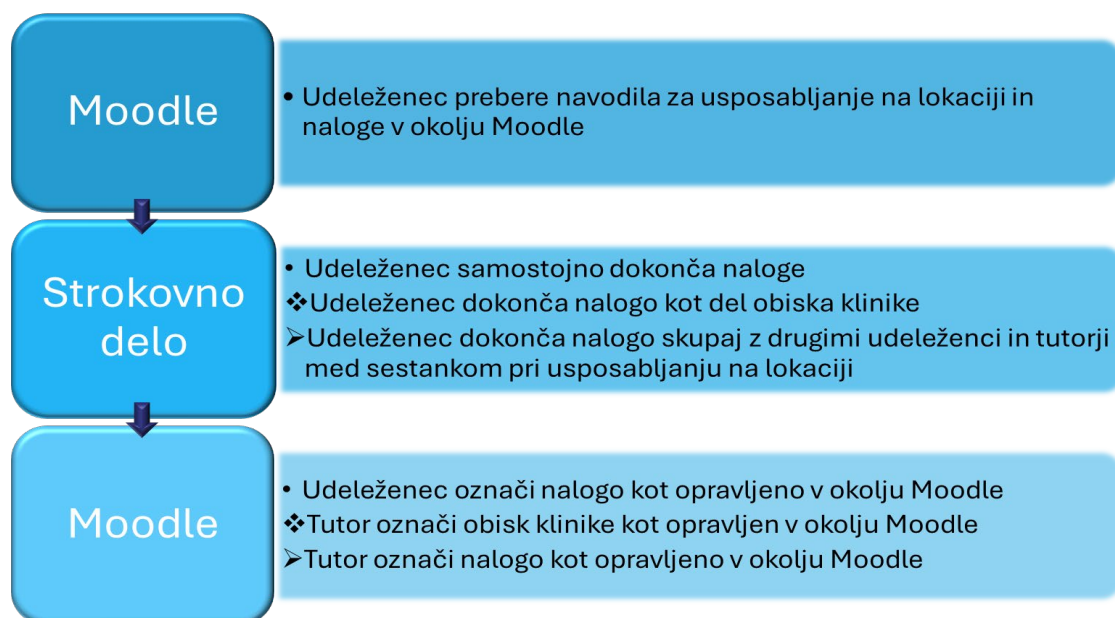 Moodle
• Udeleženec prebere navodila za usposabljanje na lokaciji in
naloge v okolju Moodle
Strokovno
delo
• Udeleženec samostojno dokonča naloge
❖Udeleženec dokonča nalogo kot del obiska klinike
➢Udeleženec dokonča nalogo skupaj z drugimi udeleženci in tutorji
med sestankom pri usposabljanju na lokaciji
Moodle
• Udeleženec označi nalogo kot opravljeno v okolju Moodle
❖Tutor označi obisk klinike kot opravljen v okolju Moodle
➢Tutor označi nalogo kot opravljeno v okolju Moodle